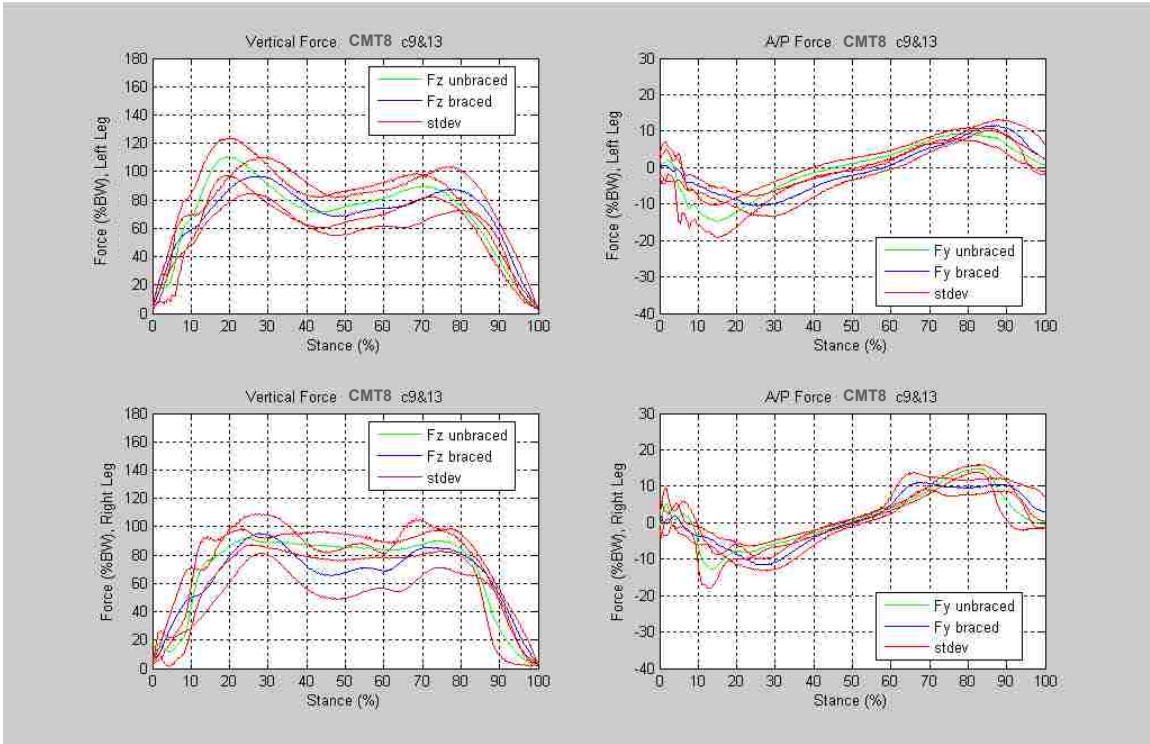 Vertical Force CMT8 c9&13
180
160
140
120
100
80
60
40
20
0
Force (%BW), Left Leg
Fz unbraced
Fz braced
stdev
0 10 20 30 40 50 60 70 80 90 100
Stance (%)
A/P Force CMT8 c9&13
30
20
10
0
-10
-20
-30
-40
Force (%BW), Left Leg
Fy unbraced
Fy braced
stdev
0 10 20 30 40 50 60 70 80 90 100
Stance (%)
Vertical Force CMT8 c9&13
180
160
140
120
100
80
60
40
20
0
Force (%BW), Right Leg
Fz unbraced
Fz braced
stdev
0 10 20 30 40 50 60 70 80 90 100
Stance (%)
A/P Force CMT8 c9&13
30
20
10
0
-10
-20
-30
-40
Force (%BW), Right Leg
Fy unbraced
Fy braced
stdev
0 10 20 30 40 50 60 70 80 90 100
Stance (%)